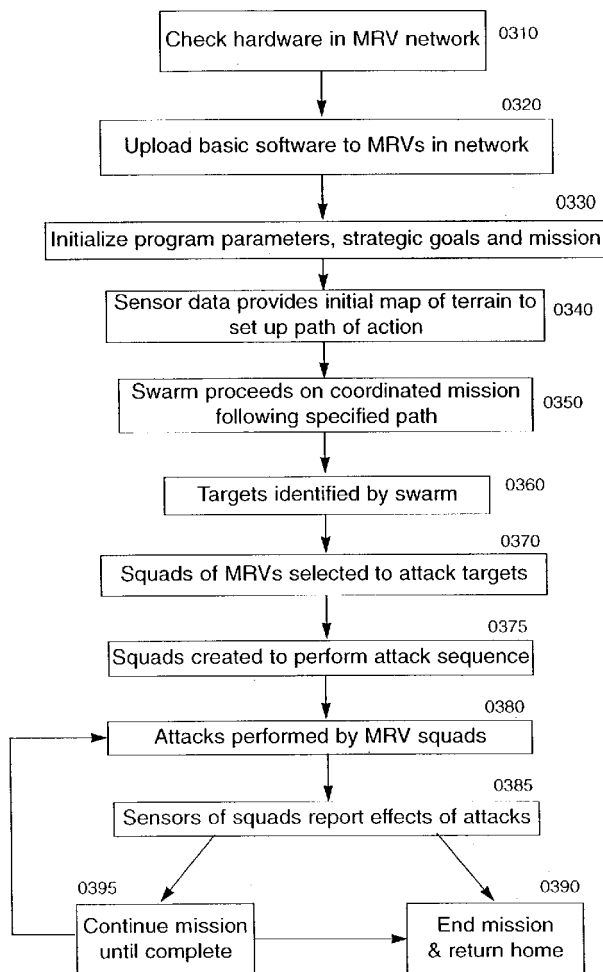 Check hardware in MRV network
0310
0320
Upload basic software to MRVs in network
0330
Initialize program parameters, strategic goals and mission
Sensor data provides initial map of terrain to
set up path of action
0340
Swarm proceeds on coordinated mission
following specified path
0350
Targets identified by swarm
0360
0370
Squads of MRVs selected to attack targets
0375
Squads created to perform attack sequence
0380
Attacks performed by MRV squads
0385
Sensors of squads report effects of attacks
0395
Continue mission
until complete
0390
End mission
& return home